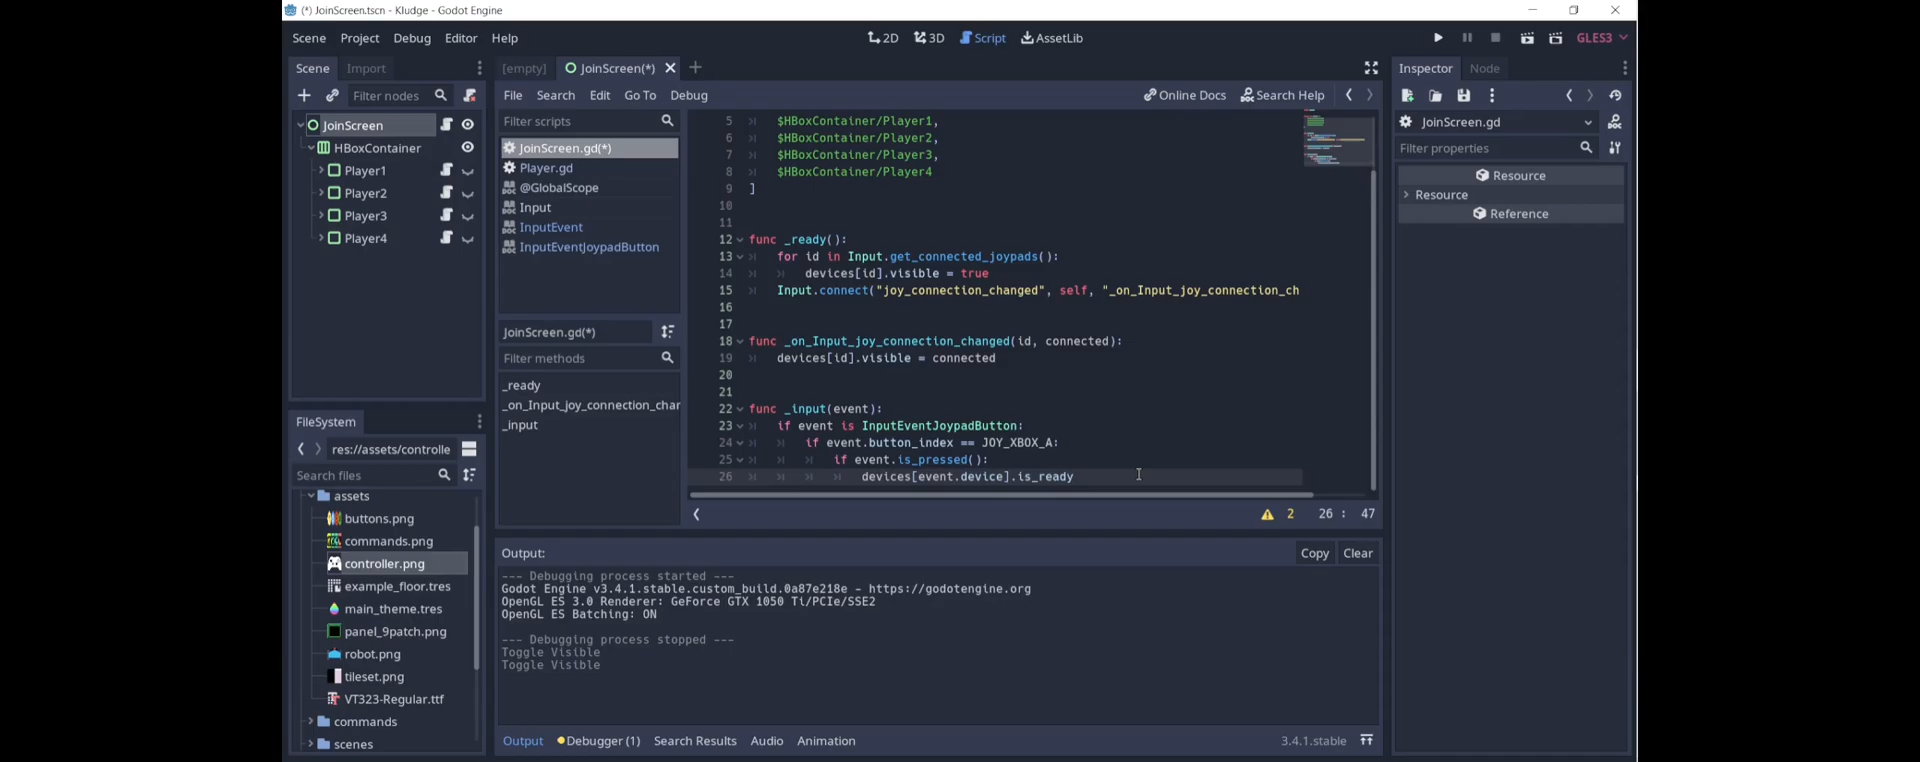 (*) JoinScreen.tscn - Kludge - Godot Engine
Scene Project Debug Editor Help
2D 3D Script AssetLib
GLES3
Scene Import
Filter nodes
JoinScreen
HBoxContainer
Player1
Player2
Player3
Player4
FileSystem
res://assets/controlle
Search files
assets
buttons.png
commands.png
controller.png
example_floor.tres
main_theme.tres
panel_9patch.png
robot.png
tileset.png
VT323-Regular.ttf
commands
scenes
[empty] JoinScreen(*)
File Search Edit Go To Debug
Online Docs Search Help
Filter scripts
JoinScreen.gd(*)
Player.gd
@GlobalScope
Input
InputEvent
InputEventJoypadButton
JoinScreen.gd(*)
Filter methods
_ready
_on_Input_joy_connection_char
_input
5 $HBoxContainer/Player1,
6 $HBoxContainer/Player2,
7 $HBoxContainer/Player3,
8 $HBoxContainer/Player4
9 ]
10
11
12 func _ready():
13 for id in Input.get_connected_joypads():
14 devices[id].visible = true
15 Input.connect("joy_connection_changed", self, "_on_Input_joy_connection_ch
16
17
18 func _on_Input_joy_connection_changed(id, connected):
19 devices[id].visible = connected
20
21
22 func _input(event):
23 if event is InputEventJoypadButton:
24 if event.button_index == JOY_XBOX_A:
25 if event.is_pressed():
26 devices[event.device].is_ready
2 26 : 47
Output:
Copy Clear
--- Debugging process started ---
Godot Engine v3.4.1.stable.custom_build.0a87e218e - https://godotengine.org
OpenGL ES 3.0 Renderer: GeForce GTX 1050 Ti/PCIe/SSE2
OpenGL ES Batching: ON
--- Debugging process stopped ---
Toggle Visible
Toggle Visible
Output Debugger (1) Search Results Audio Animation
3.4.1.stable
Inspector Node
JoinScreen.gd
Filter properties
Resource
Resource
Reference